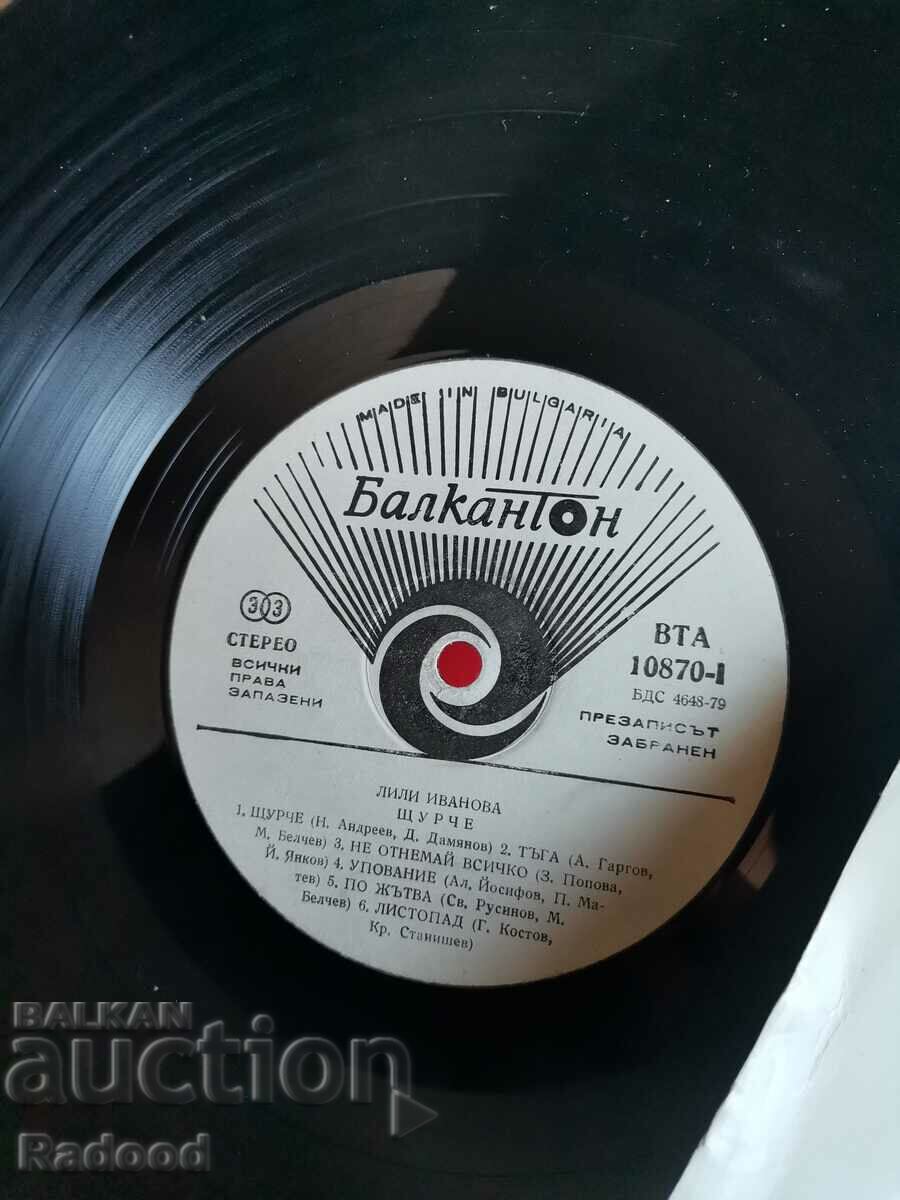 MADE IN BULGARIA
Балкантон
33
СТЕРЕО
ВСИЧКИ
ПРАВА
ЗАПАЗЕНИ
ВТА
10870-1
БДС 4648-79
ПРЕЗАПИСЪТ
ЗАБРАНЕН
ЛИЛИ ИВАНОВА
ЩУРЧЕ
1. ЩУРЧЕ (Н. Андреев, Д. Дамянов) 2. ТЪГА (А. Гаргов,
М. Белчев) 3. НЕ ОТНЕМАЙ ВСИЧКО (З. Попова,
Й. Янков) 4. УПОВАНИЕ (Ал. Йосифов, П. Ма-
тев) 5. ПО ЖЪТВА (Св. Русинов, М.
Белчев) 6. ЛИСТОПАД (Г. Костов,
Кр. Станишев)
BALKAN
auction
Radood